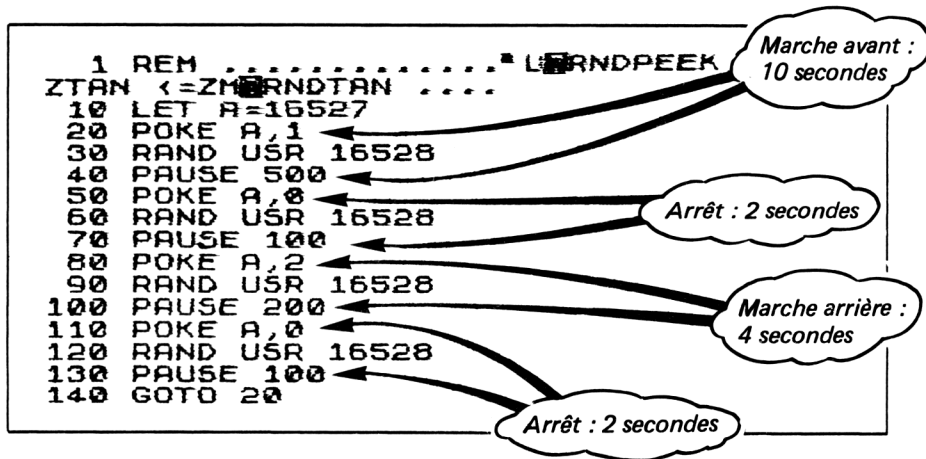 1 REM ..............." L RNDPEEK
ZTAN <=ZM RNDTAN ....
10 LET A=16527
20 POKE A,1
30 RAND USR 16528
40 PAUSE 500
50 POKE A,0
60 RAND USR 16528
70 PAUSE 100
80 POKE A,2
90 RAND USR 16528
100 PAUSE 200
110 POKE A,0
120 RAND USR 16528
130 PAUSE 100
140 GOTO 20
Marche avant :
10 secondes
Arrêt : 2 secondes
Marche arrière :
4 secondes
Arrêt : 2 secondes